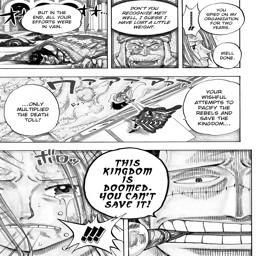 YOU
SPIED ON MY
ORGANIZATION
FOR TWO
YEARS.
WELL
DONE.
DON'T YOU
RECOGNIZE ME?!
WELL, I GUESS I
HAVE LOST A LITTLE
WEIGHT.
BUT IN THE
END, ALL YOUR
EFFORTS WERE
IN VAIN.
YOUR
WISHFUL
ATTEMPTS TO
PACIFY THE
REBELS AND
SAVE THE
KINGDOM...
ONLY
MULTIPLIED
THE DEATH
TOLL!
THIS
KINGDOM
IS
DOOMED.
YOU CAN'T
SAVE IT!
!!!